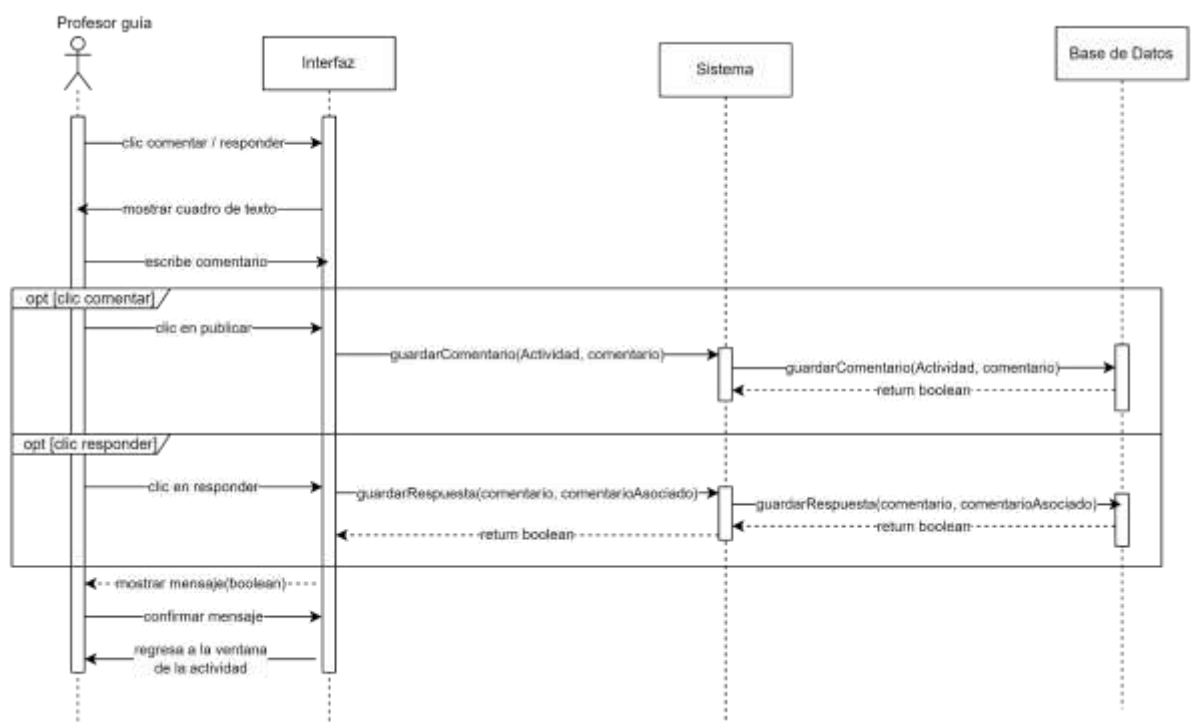 Profesor guía
Interfaz
Sistema
Base de Datos
clic comentar / responder
mostrar cuadro de texto
escribe comentario
opt [clic comentar]
clic en publicar
guardarComentario(Actividad, comentario)
guardarComentario(Actividad, comentario)
return boolean
opt [clic responder]
clic en responder
guardarRespuesta(comentario, comentarioAsociado)
guardarRespuesta(comentario, comentarioAsociado)
return boolean
return boolean
mostrar mensaje(boolean)
confirmar mensaje
regresa a la ventana
de la actividad